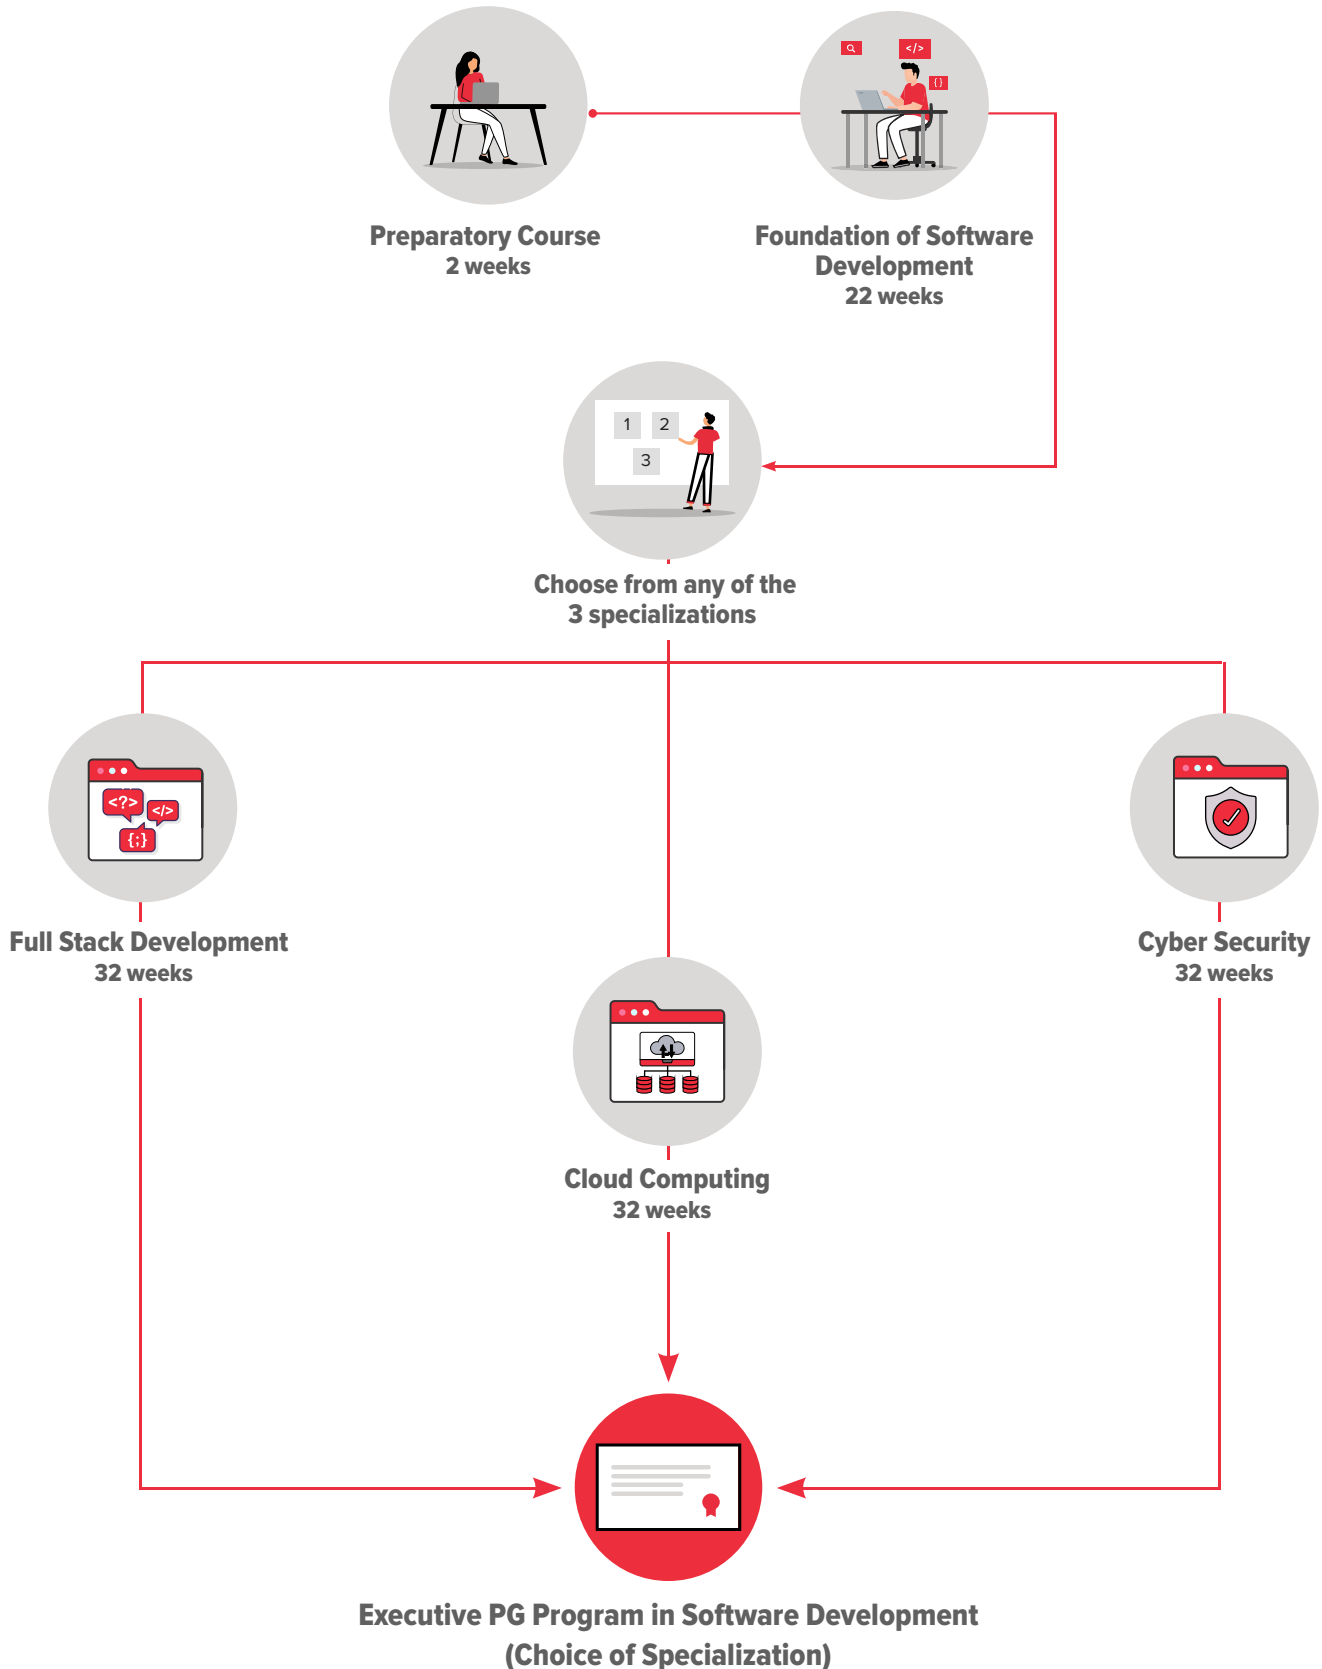 </>
{}
Preparatory Course
2 weeks
Foundation of Software
Development
22 weeks
1 2
3
Choose from any of the
3 specializations
<?>
</>
{;}
Full Stack Development
32 weeks
Cyber Security
32 weeks
Cloud Computing
32 weeks
Executive PG Program in Software Development
(Choice of Specialization)